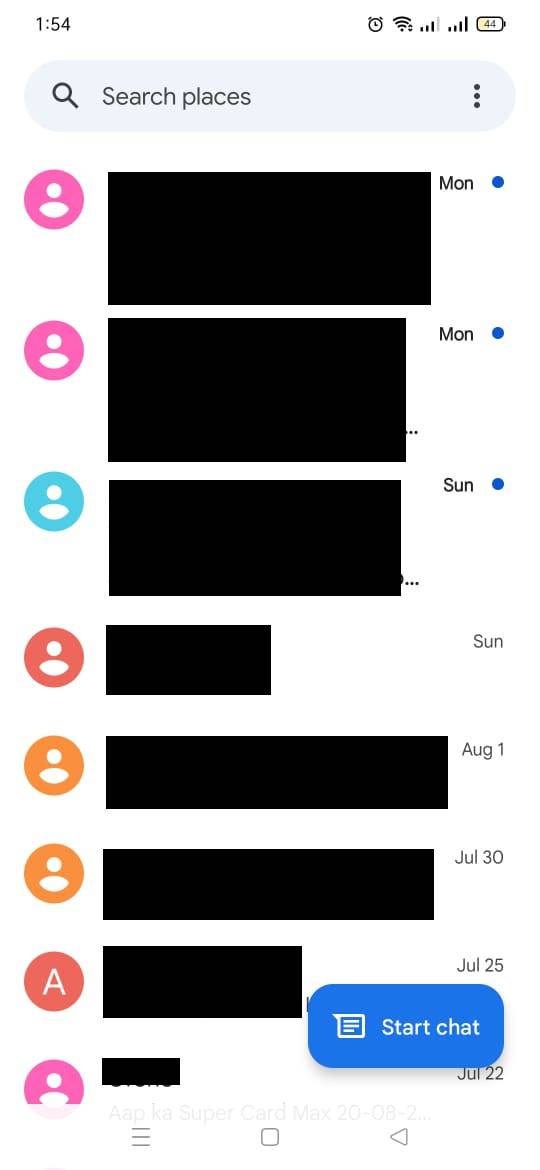 1:54
44
Search places
Mon
Mon
...
Sun
...
Sun
Aug 1
Jul 30
A
Jul 25
Start chat
Jul 22
Aap ka Super Card Max 20-08-2...